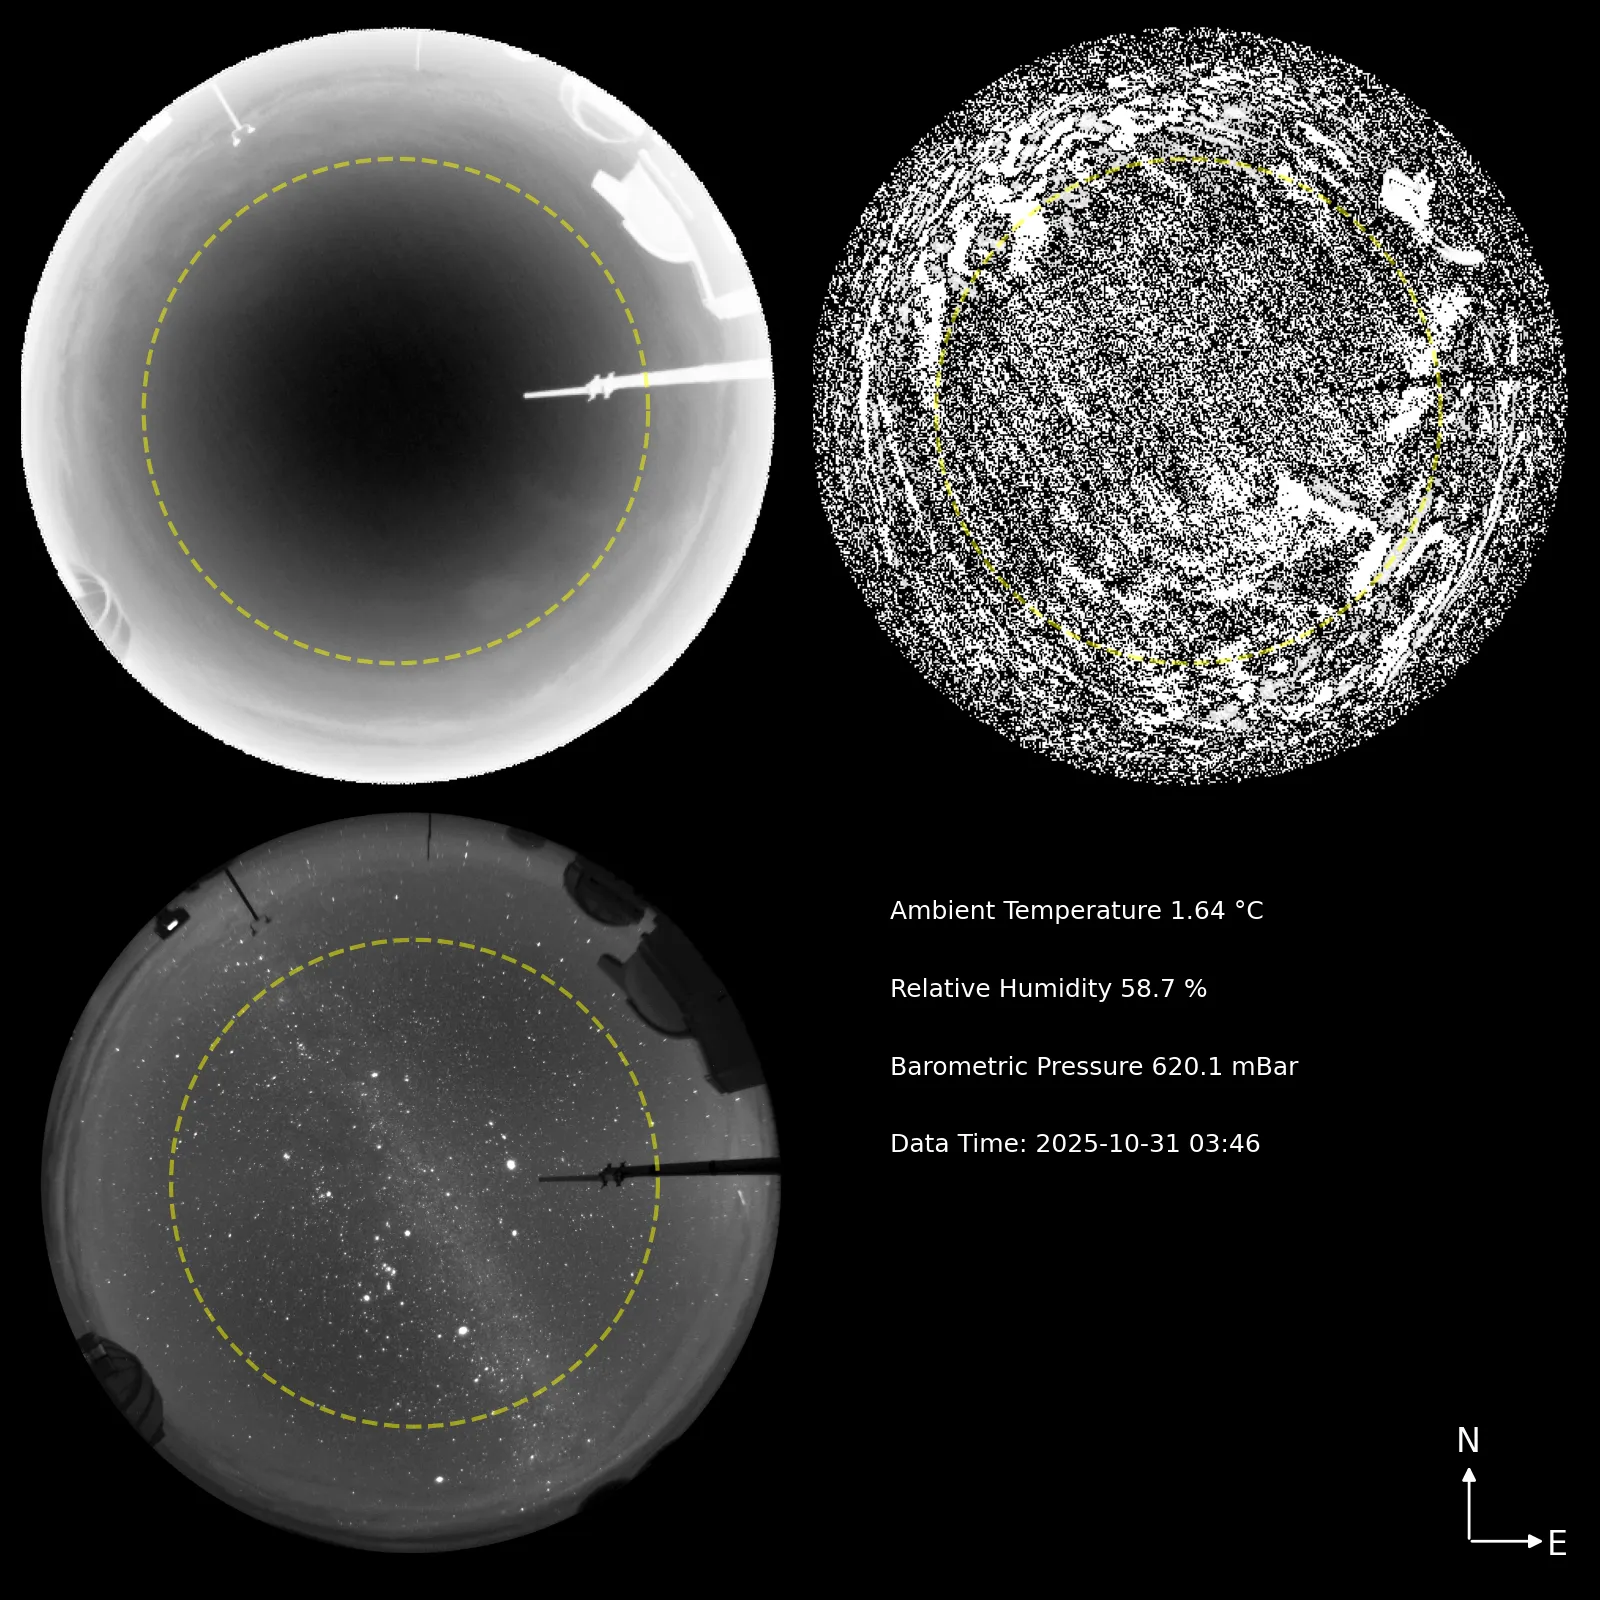 Ambient Temperature 1.64 °C
Relative Humidity 58.7 %
Barometric Pressure 620.1 mBar
Data Time: 2025-10-31 03:46
N
E